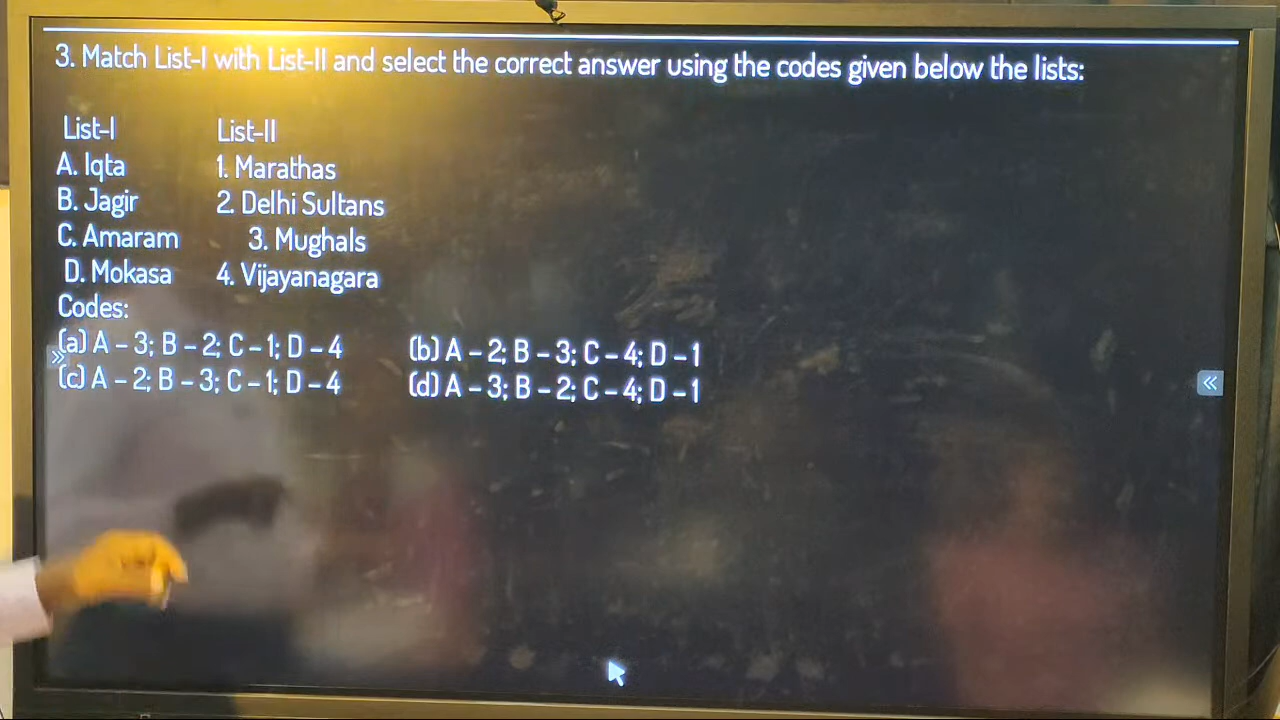 3. Match List-I with List-II and select the correct answer using the codes given below the lists:
List-I List-II
A. Iqta 1. Marathas
B. Jagir 2. Delhi Sultans
C. Amaram 3. Mughals
D. Mokasa 4. Vijayanagara
Codes:
(a) A – 3; B – 2; C – 1; D – 4 (b) A – 2; B – 3; C – 4; D – 1
(c) A – 2; B – 3; C – 1; D – 4 (d) A – 3; B – 2; C – 4; D – 1